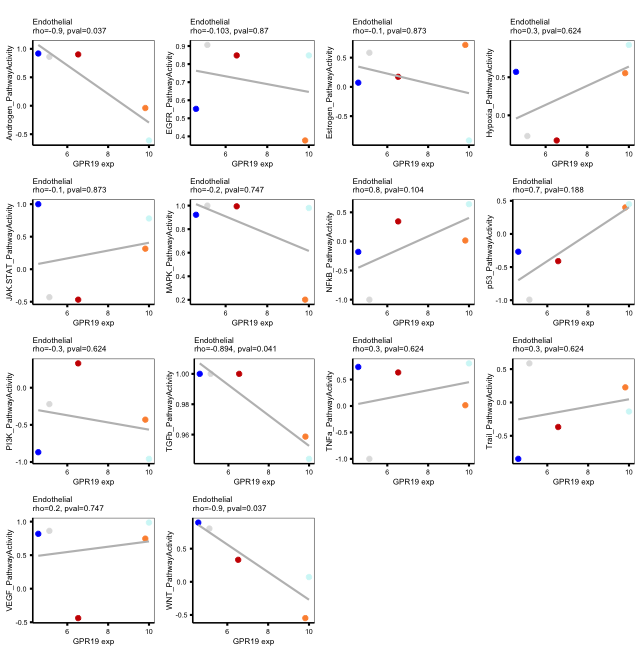 Endothelial
rho=-0.9, pval=0.037
Androgen_PathwayActivity
1.0
0.5
0.0
-0.5
6
8
10
GPR19 exp
Endothelial
rho=-0.103, pval=0.87
EGFR_PathwayActivity
0.9
0.8
0.7
0.6
0.5
0.4
6
8
10
GPR19 exp
Endothelial
rho=-0.1, pval=0.873
Estrogen_PathwayActivity
0.5
0.0
-0.5
6
8
10
GPR19 exp
Endothelial
rho=0.3, pval=0.624
Hypoxia_PathwayActivity
0.5
0.0
6
8
10
GPR19 exp
Endothelial
rho=-0.1, pval=0.873
JAK.STAT_PathwayActivity
1.0
0.5
0.0
-0.5
6
8
10
GPR19 exp
Endothelial
rho=-0.2, pval=0.747
MAPK_PathwayActivity
1.0
0.8
0.6
0.4
0.2
6
8
10
GPR19 exp
Endothelial
rho=0.8, pval=0.104
NFkB_PathwayActivity
0.5
0.0
-0.5
-1.0
6
8
10
GPR19 exp
Endothelial
rho=0.7, pval=0.188
p53_PathwayActivity
0.0
-0.5
-1.0
6
8
10
GPR19 exp
Endothelial
rho=-0.3, pval=0.624
PI3K_PathwayActivity
0.0
-0.5
-1.0
6
8
10
GPR19 exp
Endothelial
rho=-0.894, pval=0.041
TGFb_PathwayActivity
1.00
0.98
0.96
6
8
10
GPR19 exp
Endothelial
rho=0.3, pval=0.624
TNFa_PathwayActivity
0.5
0.0
-0.5
-1.0
6
8
10
GPR19 exp
Endothelial
rho=0.3, pval=0.624
Trail_PathwayActivity
0.5
0.0
-0.5
6
8
10
GPR19 exp
Endothelial
rho=0.2, pval=0.747
VEGF_PathwayActivity
1.0
0.5
0.0
-0.5
6
8
10
GPR19 exp
Endothelial
rho=-0.9, pval=0.037
WNT_PathwayActivity
0.5
0.0
-0.5
6
8
10
GPR19 exp